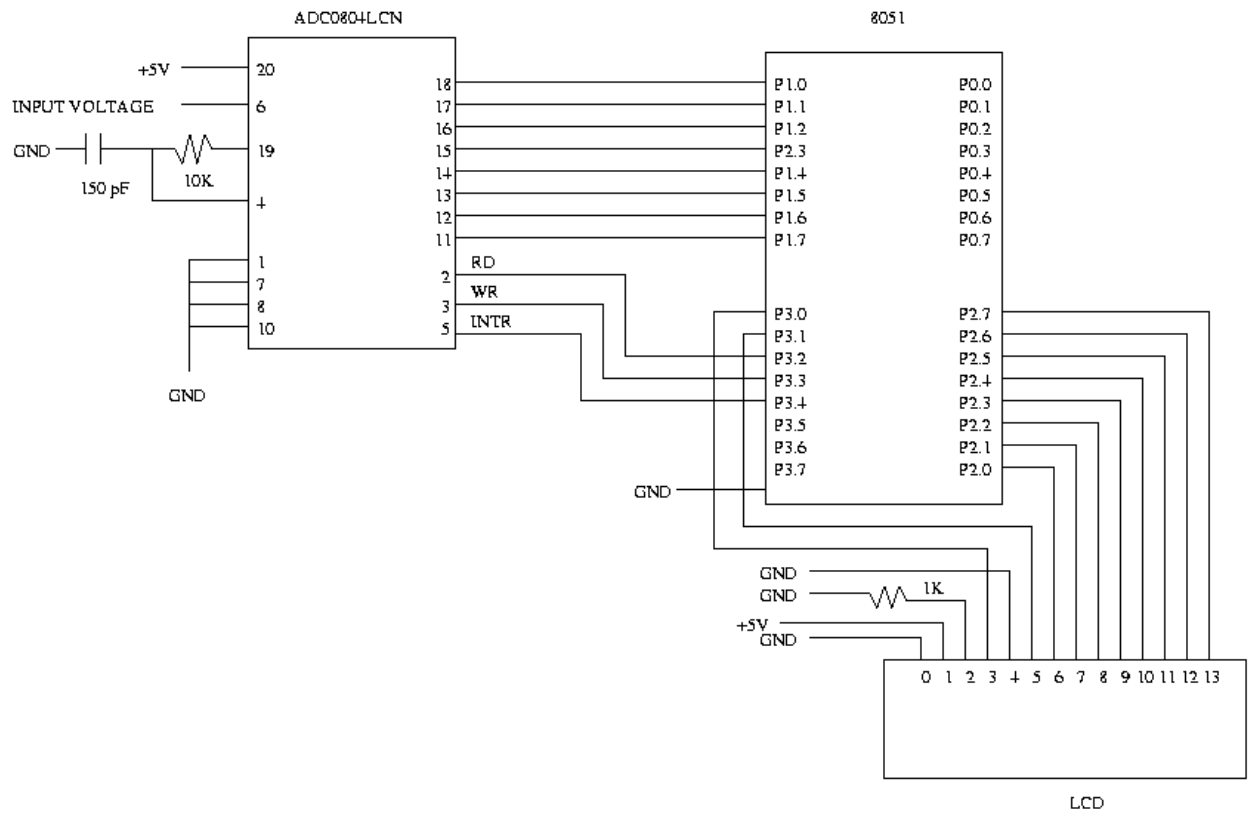 ADC0804LCN
8051
+5V
20
INPUT VOLTAGE
6
GND
150 pF
10K
19
4
1
7
8
10
GND
18
17
16
15
14
13
12
11
2
RD
3
WR
5
INTR
P1.0
P1.1
P1.2
P2.3
P1.4
P1.5
P1.6
P1.7
P3.0
P3.1
P3.2
P3.3
P3.4
P3.5
P3.6
P3.7
GND
P0.0
P0.1
P0.2
P0.3
P0.4
P0.5
P0.6
P0.7
P2.7
P2.6
P2.5
P2.4
P2.3
P2.2
P2.1
P2.0
GND
GND
1K
+5V
GND
0 1 2 3 4 5 6 7 8 9 10 11 12 13
LCD